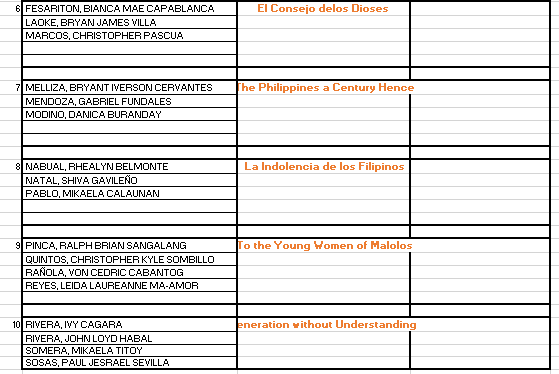 6 FESARITON, BIANCA MAE CAPABLANCA El Consejo delos Dioses
LAOKE, BRYAN JAMES VILLA
MARCOS, CHRISTOPHER PASCUA
7 MELLIZA, BRYANT IVERSON CERVANTES The Philippines a Century Hence
MENDOZA, GABRIEL FUNDALES
MODINO, DANICA BURANDAY
8 NABUAL, RHEALYN BELMONTE La Indolencia de los Filipinos
NATAL, SHIVA GAVILEÑO
PABLO, MIKAELA CALAUNAN
9 PINCA, RALPH BRIAN SANGALANG To the Young Women of Malolos
QUINTOS, CHRISTOPHER KYLE SOMBILLO
RAÑOLA, VON CEDRIC CABANTOG
REYES, LEIDA LAUREANNE MA-AMOR
10 RIVERA, IVY CAGARA eneration without Understanding
RIVERA, JOHN LOYD HABAL
SOMERA, MIKAELA TITOY
SOSAS, PAUL JESRAEL SEVILLA